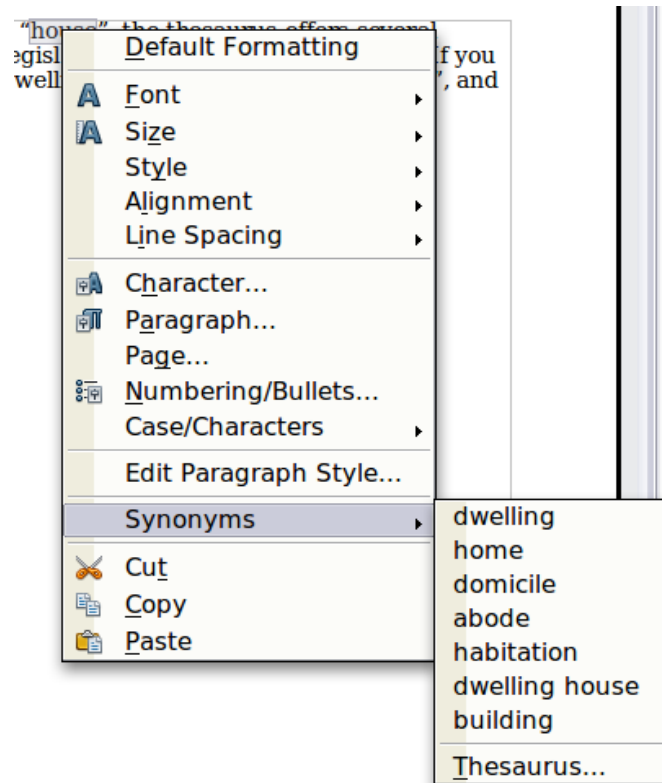 “house”, the thesaurus offers several
egisl
If you
well
”, and
Default Formatting
Font
Size
Style
Alignment
Line Spacing
Character...
Paragraph...
Page...
Numbering/Bullets...
Case/Characters
Edit Paragraph Style...
Synonyms
Cut
Copy
Paste
dwelling
home
domicile
abode
habitation
dwelling house
building
Thesaurus...